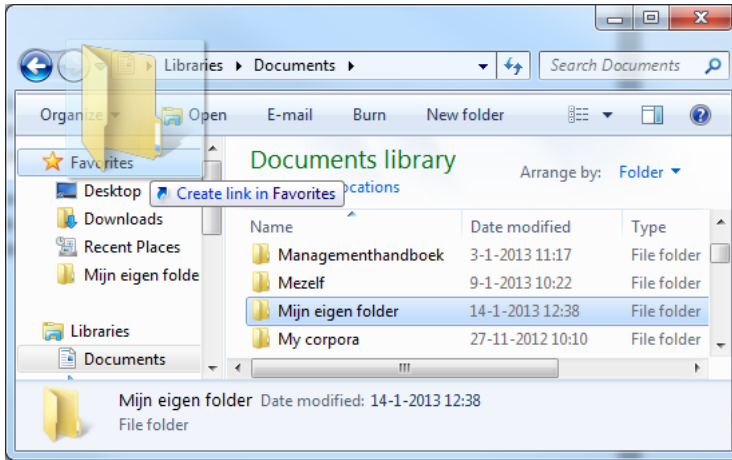 Libraries Documents Search Documents
Organize Open E-mail Burn New folder
Favorites
Desktop
Create link in Favorites
Downloads
Recent Places
Mijn eigen folde
Libraries
Documents
Documents library
ocations
Arrange by: Folder
Name Date modified Type
Managementhandboek 3-1-2013 11:17 File folder
Mezelf 9-1-2013 10:22 File folder
Mijn eigen folder 14-1-2013 12:38 File folder
My corpora 27-11-2012 10:10 File folder
Mijn eigen folder Date modified: 14-1-2013 12:38
File folder